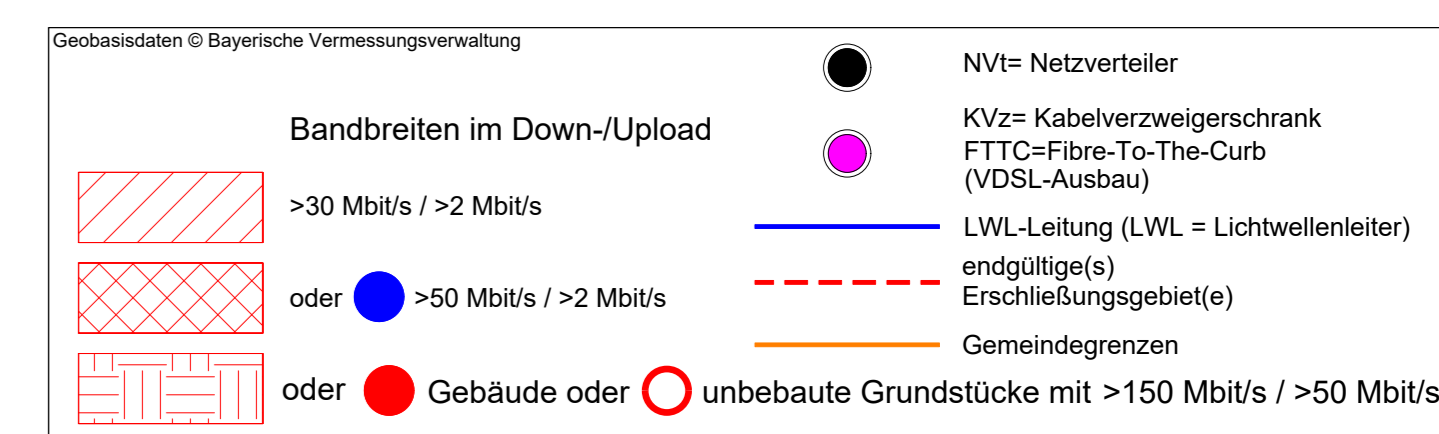 Geobasisdaten © Bayerische Vermessungsverwaltung
Bandbreiten im Down-/Upload
>30 Mbit/s / >2 Mbit/s
oder >50 Mbit/s / >2 Mbit/s
NVt= Netzverteiler
KVz= Kabelverzweigerschrank
FTTC=Fibre-To-The-Curb
(VDSL-Ausbau)
LWL-Leitung (LWL = Lichtwellenleiter)
endgültige(s)
Erschließungsgebiet(e)
Gemeindegrenzen
oder Gebäude oder unbebaute Grundstücke mit >150 Mbit/s / >50 Mbit/s